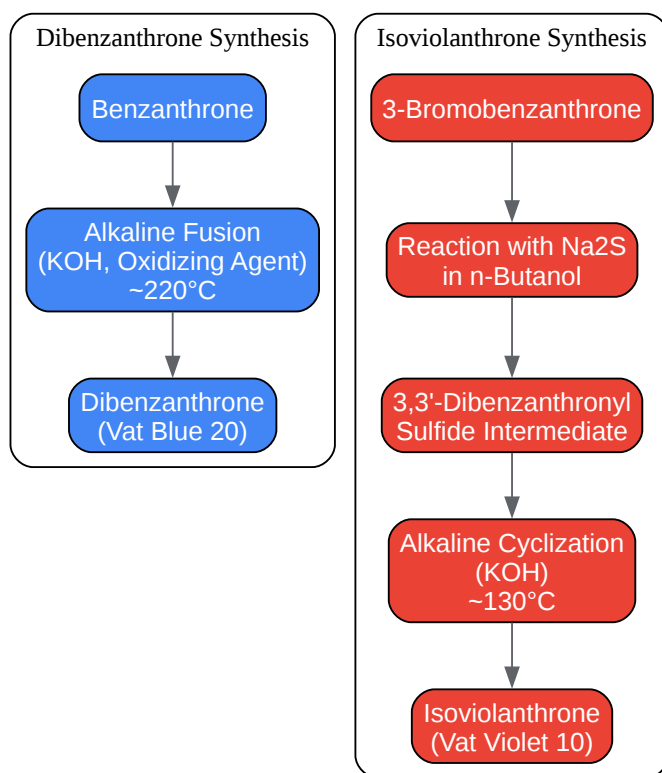 Dibenzanthrone Synthesis
Benzanthrone
Alkaline Fusion
(KOH, Oxidizing Agent)
~220°C
Dibenzanthrone
(Vat Blue 20)
Isoviolanthrone Synthesis
3-Bromobenzanthrone
Reaction with Na2S
in n-Butanol
3,3'-Dibenzanthronyl
Sulfide Intermediate
Alkaline Cyclization
(KOH)
~130°C
Isoviolanthrone
(Vat Violet 10)